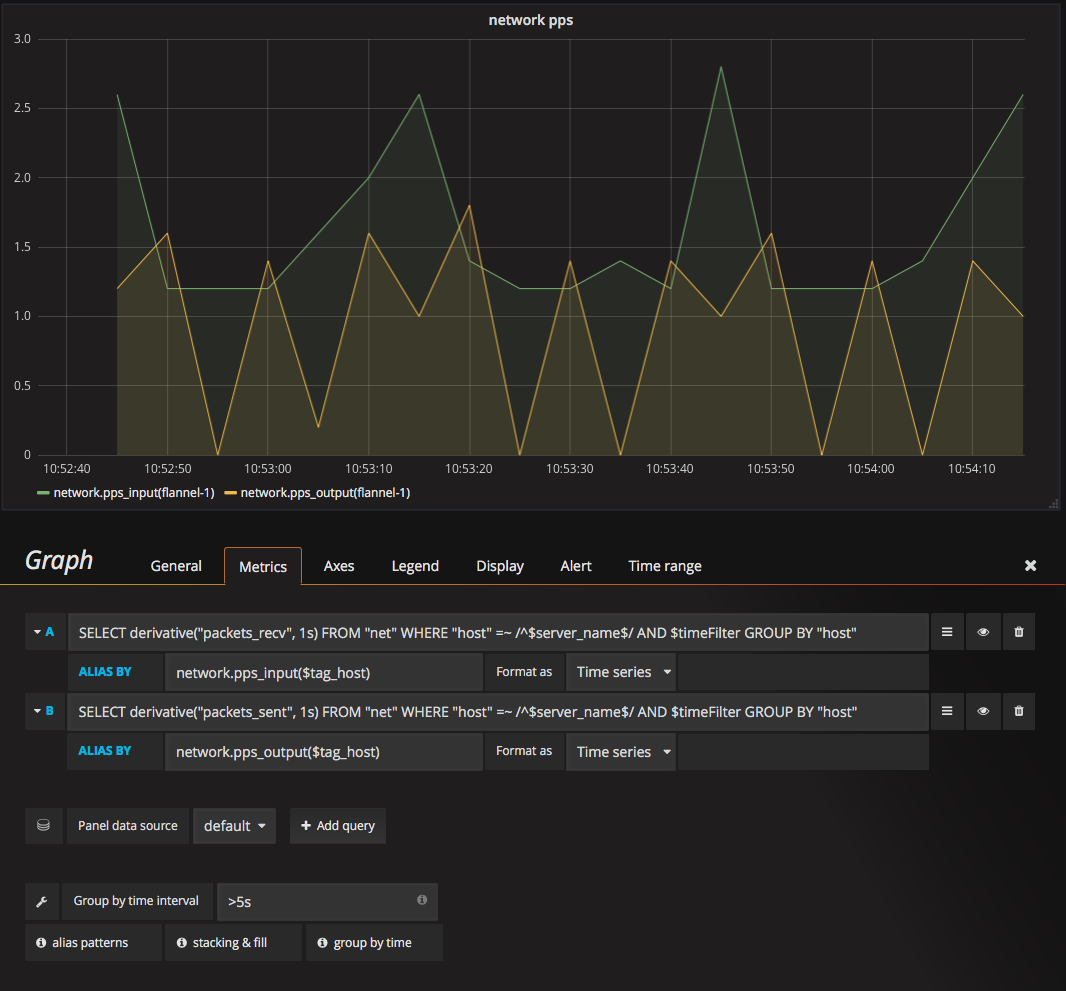 network pps
3.0
2.5
2.0
1.5
1.0
0.5
0
10:52:40 10:52:50 10:53:00 10:53:10 10:53:20 10:53:30 10:53:40 10:53:50 10:54:00 10:54:10
network.pps_input(flannel-1) network.pps_output(flannel-1)
Graph General Metrics Axes Legend Display Alert Time range
A SELECT derivative("packets_recv", 1s) FROM "net" WHERE "host" =~ /^$server_name$/ AND $timeFilter GROUP BY "host"
ALIAS BY network.pps_input($tag_host) Format as Time series
B SELECT derivative("packets_sent", 1s) FROM "net" WHERE "host" =~ /^$server_name$/ AND $timeFilter GROUP BY "host"
ALIAS BY network.pps_output($tag_host) Format as Time series
Panel data source default + Add query
Group by time interval >5s
alias patterns stacking & fill group by time